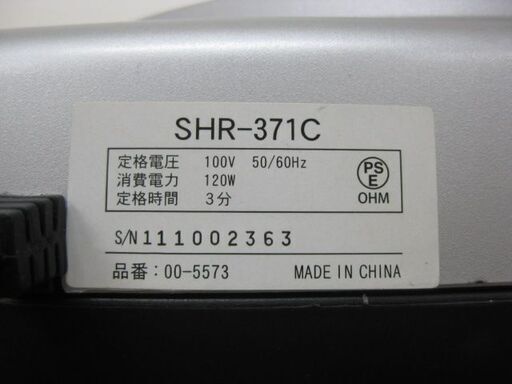 SHR-371C
定格電圧 100V 50/60Hz
消費電力 120W
定格時間 3分
PS
E
OHM
S/N111002363
品番：00-5573 MADE IN CHINA